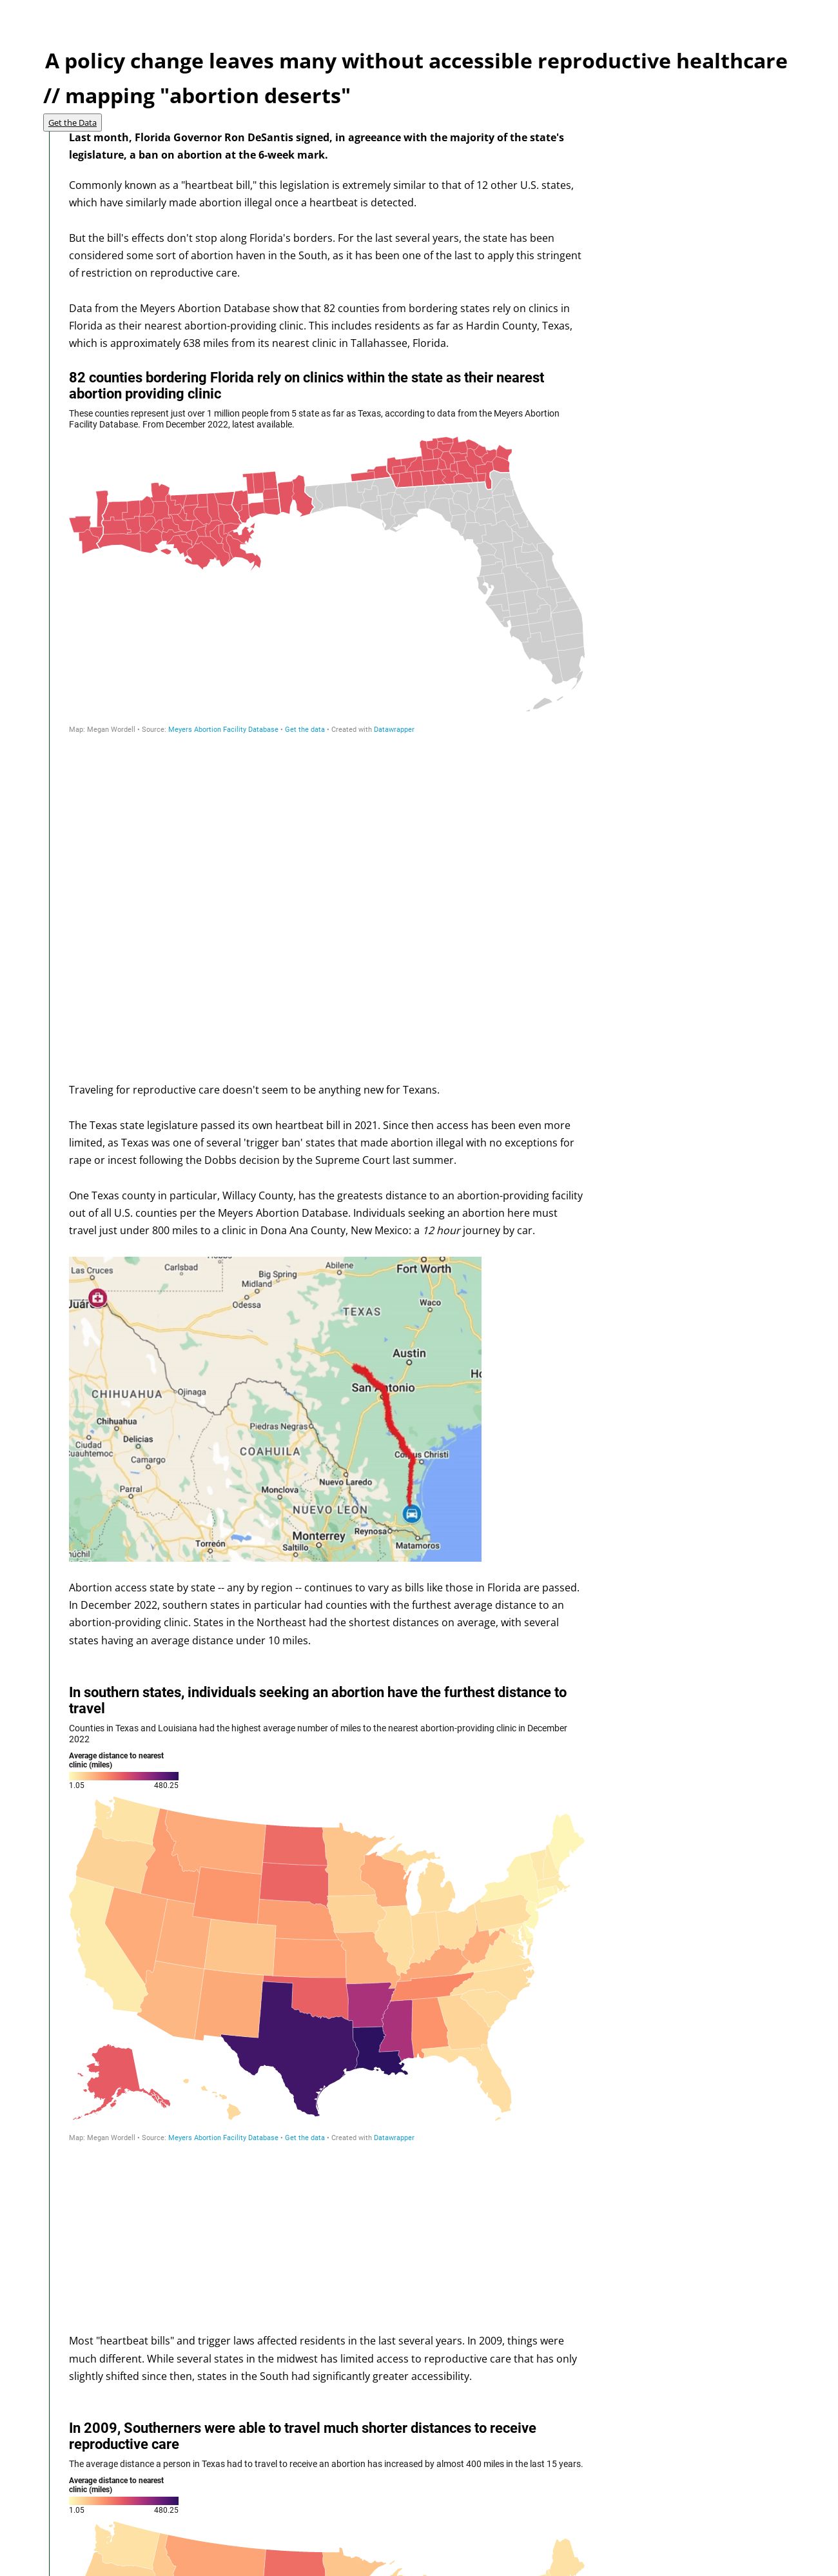 A policy change leaves many without accessible reproductive healthcare
// mapping "abortion deserts"
Get the Data
Last month, Florida Governor Ron DeSantis signed, in agreeance with the majority of the state's
legislature, a ban on abortion at the 6-week mark.
Commonly known as a "heartbeat bill," this legislation is extremely similar to that of 12 other U.S. states,
which have similarly made abortion illegal once a heartbeat is detected.
But the bill's effects don't stop along Florida's borders. For the last several years, the state has been
considered some sort of abortion haven in the South, as it has been one of the last to apply this stringent
of restriction on reproductive care.
Data from the Meyers Abortion Database show that 82 counties from bordering states rely on clinics in
Florida as their nearest abortion-providing clinic. This includes residents as far as Hardin County, Texas,
which is approximately 638 miles from its nearest clinic in Tallahassee, Florida.
82 counties bordering Florida rely on clinics within the state as their nearest
abortion providing clinic
These counties represent just over 1 million people from 5 state as far as Texas, according to data from the Meyers Abortion
Facility Database. From December 2022, latest available.
Map: Megan Wordell • Source: Meyers Abortion Facility Database • Get the data • Created with Datawrapper
Traveling for reproductive care doesn't seem to be anything new for Texans.
The Texas state legislature passed its own heartbeat bill in 2021. Since then access has been even more
limited, as Texas was one of several 'trigger ban' states that made abortion illegal with no exceptions for
rape or incest following the Dobbs decision by the Supreme Court last summer.
One Texas county in particular, Willacy County, has the greatests distance to an abortion-providing facility
out of all U.S. counties per the Meyers Abortion Database. Individuals seeking an abortion here must
travel just under 800 miles to a clinic in Dona Ana County, New Mexico: a 12 hour journey by car.
Las Cruces
Carlsbad
Big Spring
Abilene
Fort Worth
Midland
Odessa
Waco
TEXAS
Austin
San Antonio
CHIHUAHUA
Ojinaga
Chihuahua
Piedras Negras
Ciudad
Cuauhtemoc
Delicias
COAHUILA
Camargo
Corpus Christi
Nuevo Laredo
Parral
Monclova
NUEVO LEON
Reynosa
Monterrey
Torreón
Saltillo
Matamoros
Abortion access state by state -- any by region -- continues to vary as bills like those in Florida are passed.
In December 2022, southern states in particular had counties with the furthest average distance to an
abortion-providing clinic. States in the Northeast had the shortest distances on average, with several
states having an average distance under 10 miles.
In southern states, individuals seeking an abortion have the furthest distance to
travel
Counties in Texas and Louisiana had the highest average number of miles to the nearest abortion-providing clinic in December
2022
Average distance to nearest
clinic (miles)
1.05 480.25
Map: Megan Wordell • Source: Meyers Abortion Facility Database • Get the data • Created with Datawrapper
Most "heartbeat bills" and trigger laws affected residents in the last several years. In 2009, things were
much different. While several states in the midwest has limited access to reproductive care that has only
slightly shifted since then, states in the South had significantly greater accessibility.
In 2009, Southerners were able to travel much shorter distances to receive
reproductive care
The average distance a person in Texas had to travel to receive an abortion has increased by almost 400 miles in the last 15 years.
Average distance to nearest
clinic (miles)
1.05 480.25